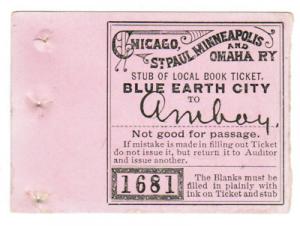 CHICAGO,
ST PAUL, MINNEAPOLIS
AND
OMAHA RY
STUB OF LOCAL BOOK TICKET.
BLUE EARTH CITY
TO
Amboy.
Not good for passage.
If mistake is made in filling out Ticket
do not issue it, but return it to Auditor
and issue another.
1681
The Blanks must be
filled in plainly with
ink on Ticket and stub